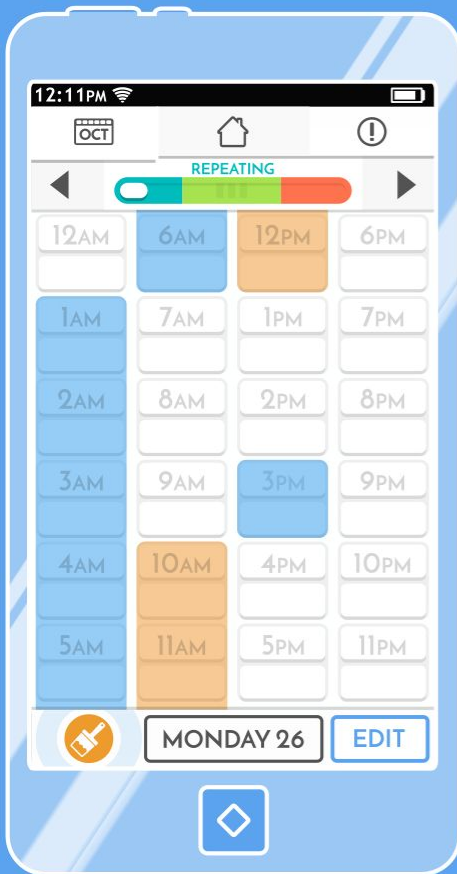 12:11PM
OCT
REPEATING
12AM 6AM 12PM 6PM
1AM 7AM 1PM 7PM
2AM 8AM 2PM 8PM
3AM 9AM 3PM 9PM
4AM 10AM 4PM 10PM
5AM 11AM 5PM 11PM
MONDAY 26 EDIT